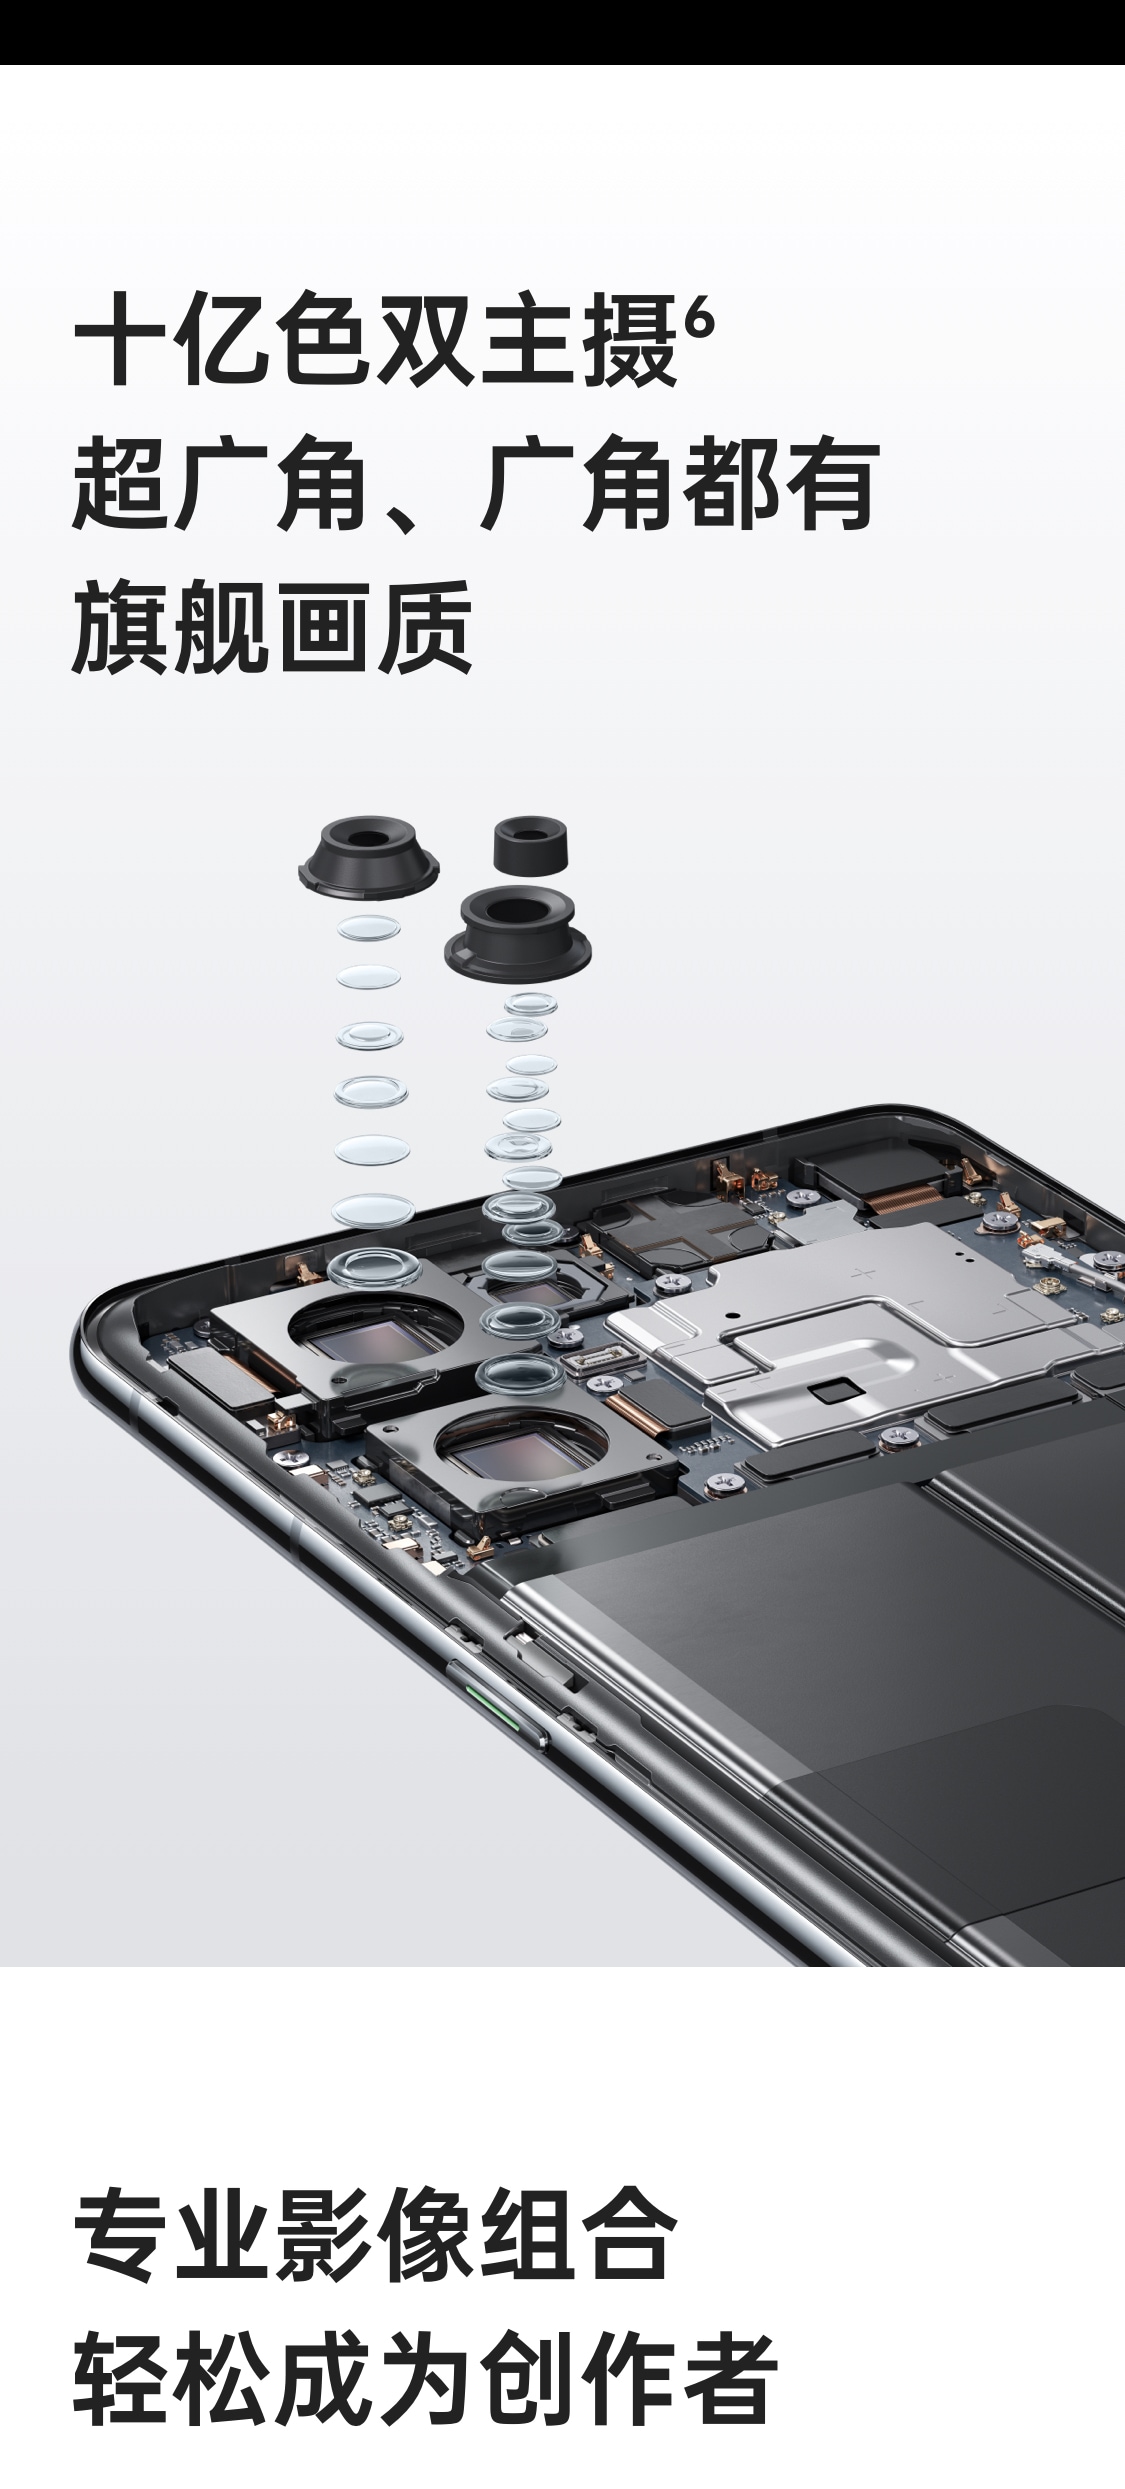 十亿色双主摄⁶
超广角、广角都有
旗舰画质
专业影像组合
轻松成为创作者